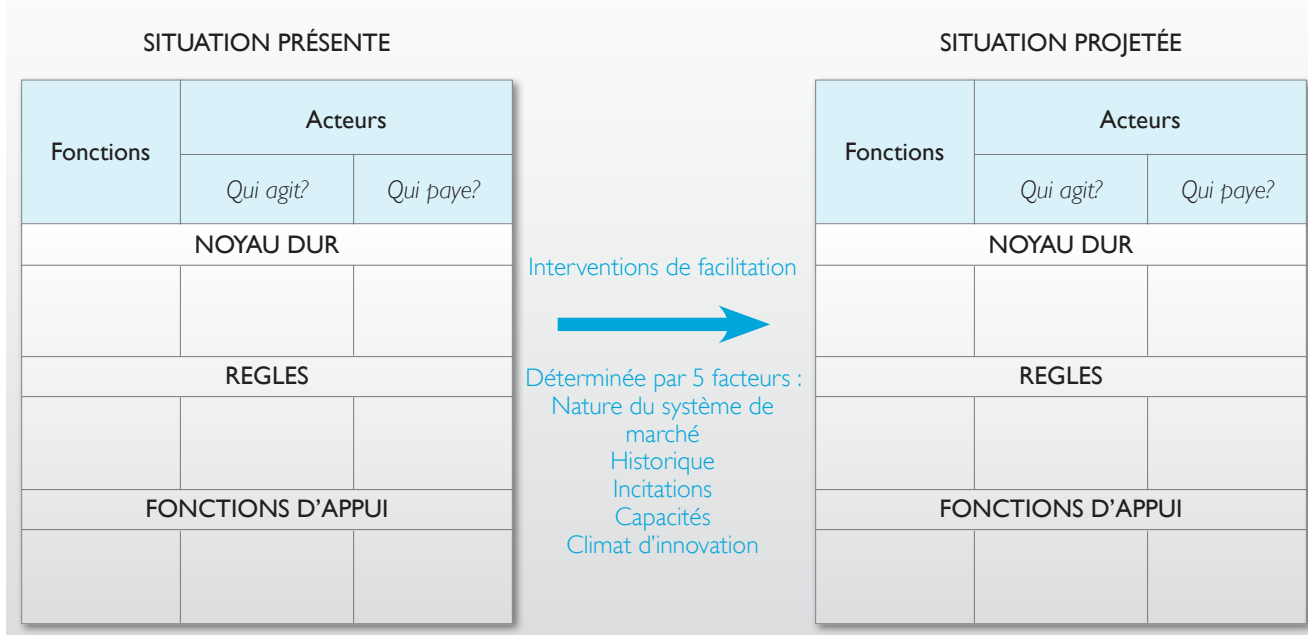 SITUATION PRÉSENTE
Fonctions
Acteurs
Qui agit?
Qui paye?
NOYAU DUR
REGLES
FONCTIONS D’APPUI
Interventions de facilitation
Déterminée par 5 facteurs :
Nature du système de
marché
Historique
Incitations
Capacités
Climat d’innovation
SITUATION PROJETÉE
Fonctions
Acteurs
Qui agit?
Qui paye?
NOYAU DUR
REGLES
FONCTIONS D’APPUI